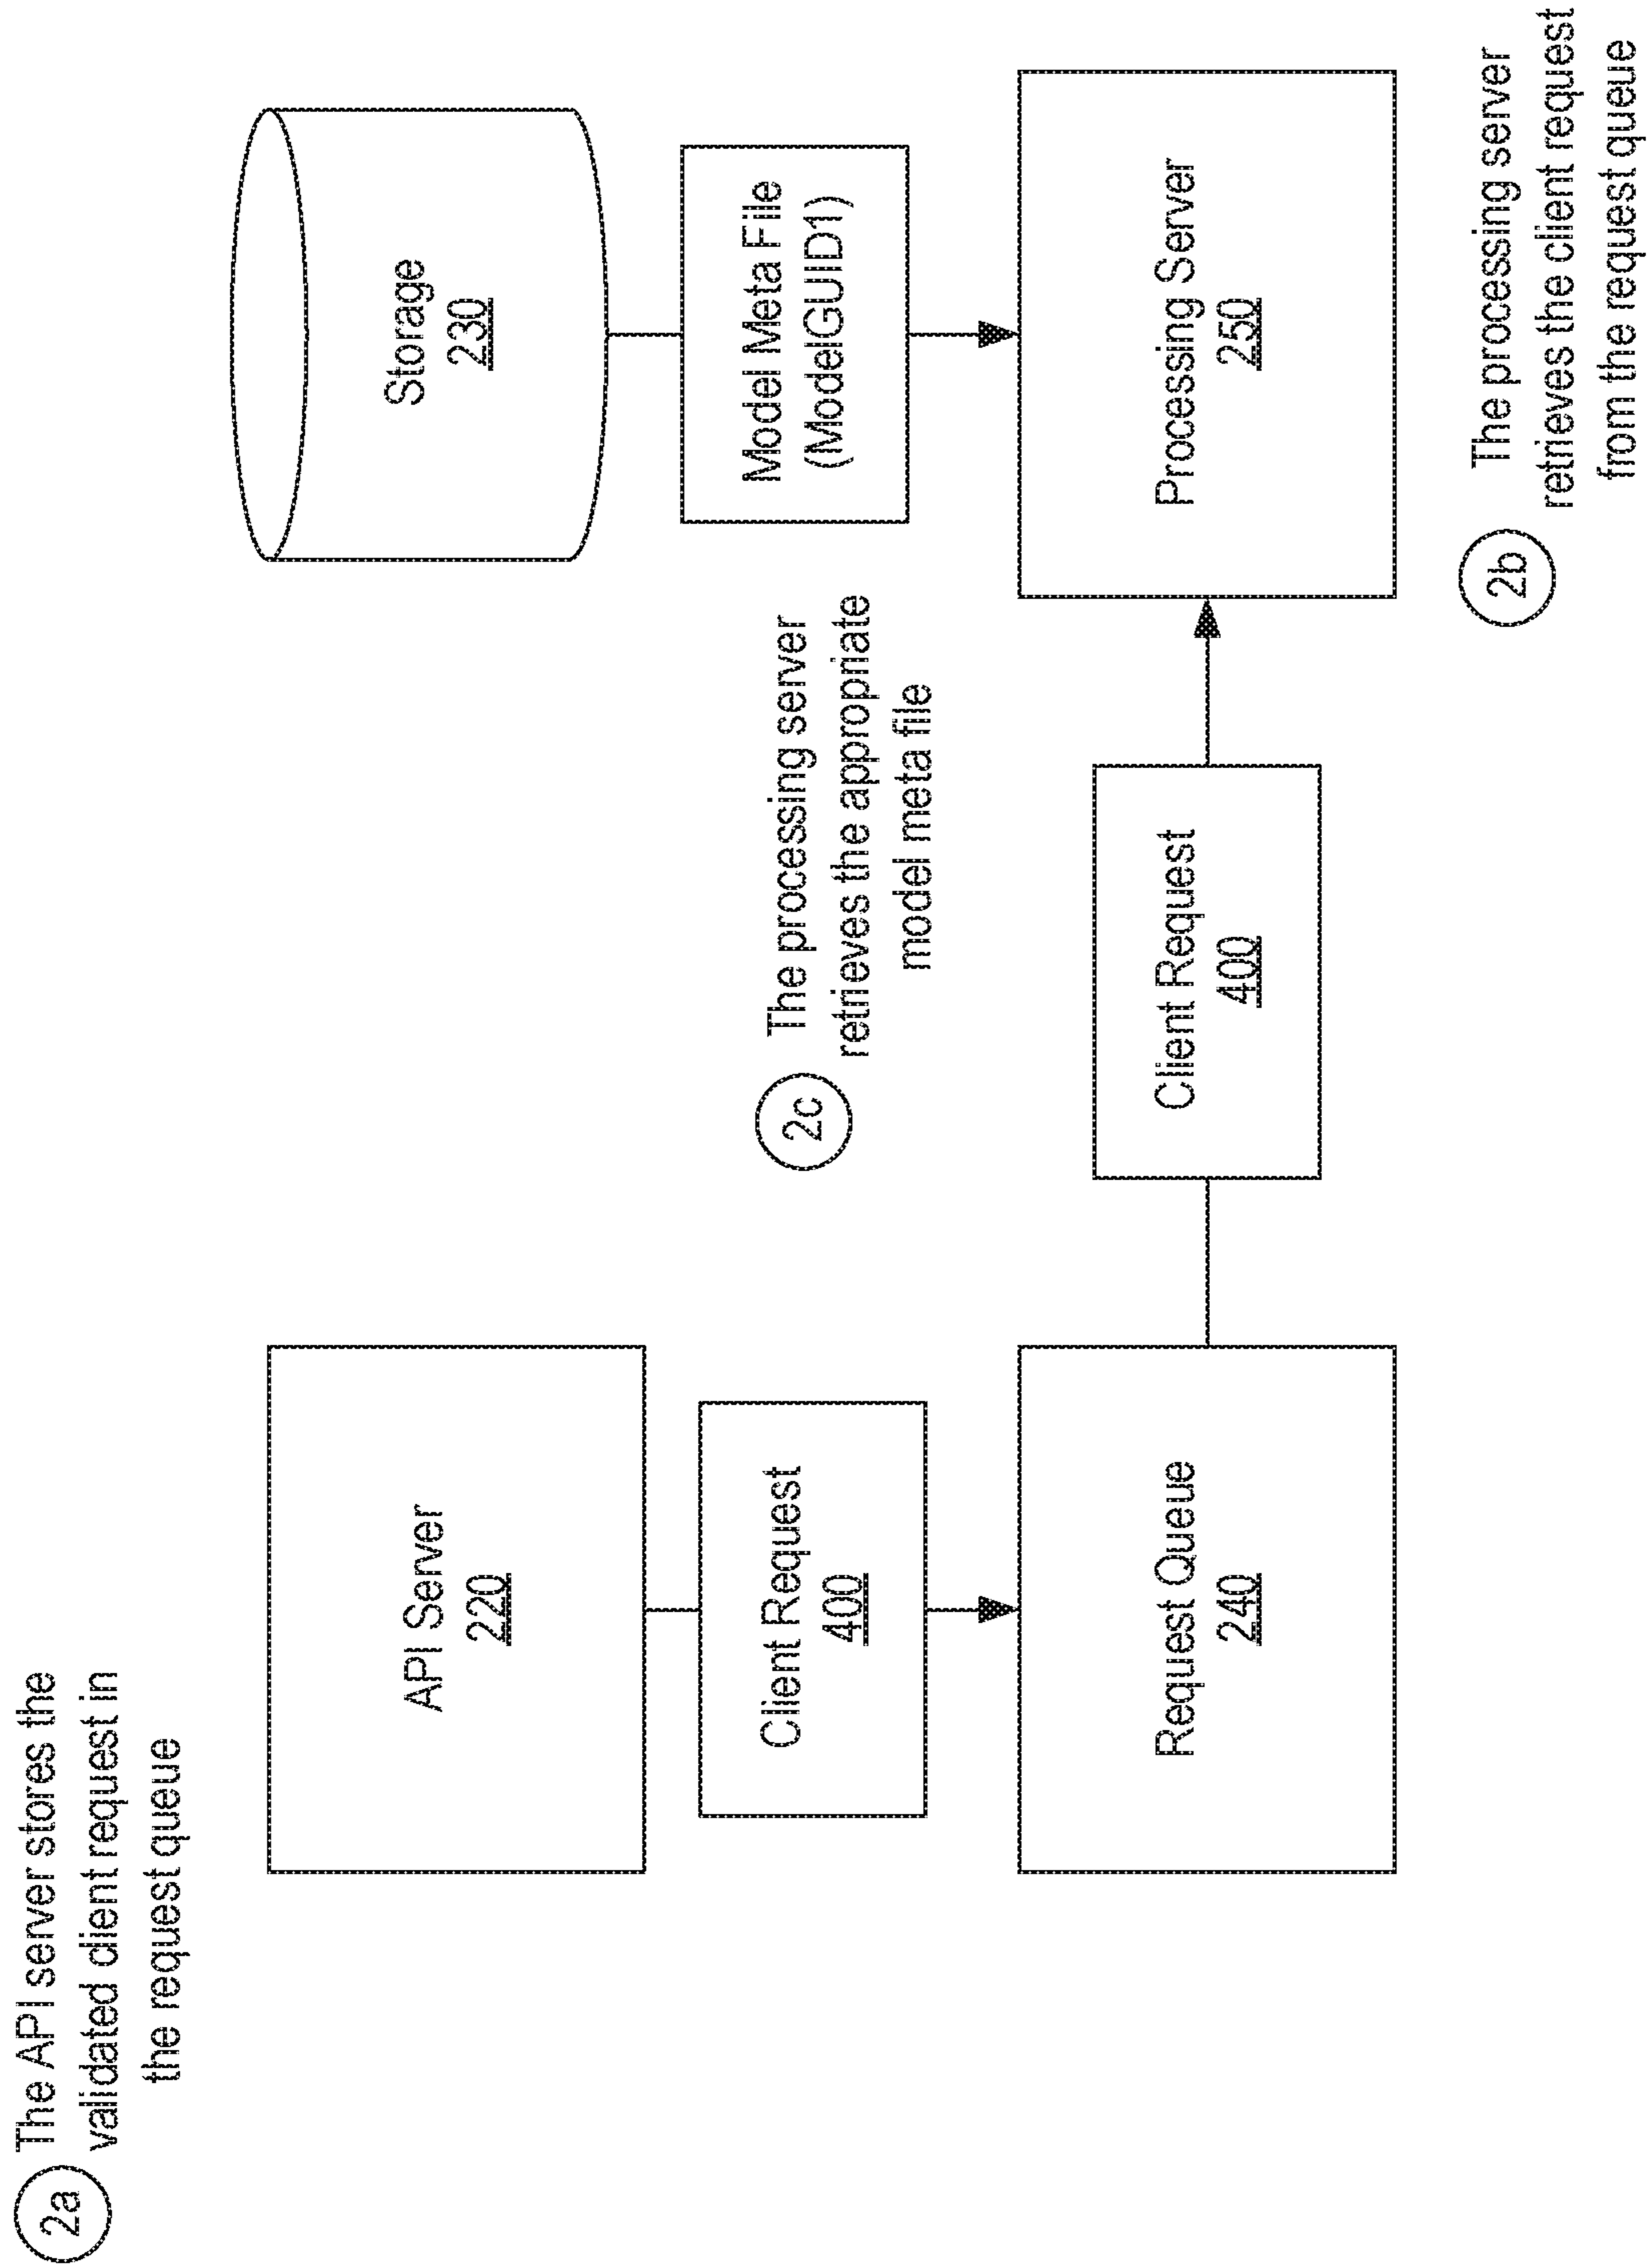 2a
The API server stores the
validated client request in
the request queue
API Server
220
Client Request
400
Request Queue
240
Client Request
400
2c
The processing server
retrieves the appropriate
model meta file
Storage
230
Model Meta File
(ModelGUID1)
Processing Server
250
2b
The processing server
retrieves the client request
from the request queue